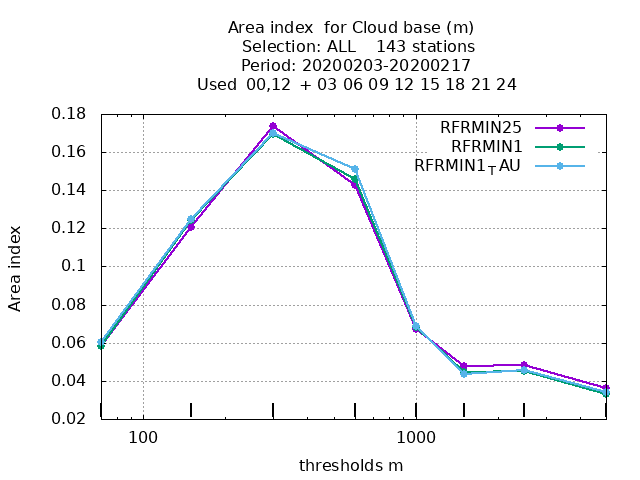 Area index for Cloud base (m)
Selection: ALL 143 stations
Period: 20200203-20200217
Used 00,12 + 03 06 09 12 15 18 21 24
RFRMIN25
RFRMIN1
RFRMIN1TAU
0.18
0.16
0.14
0.12
0.1
0.08
0.06
0.04
0.02
Area index
100
1000
thresholds m